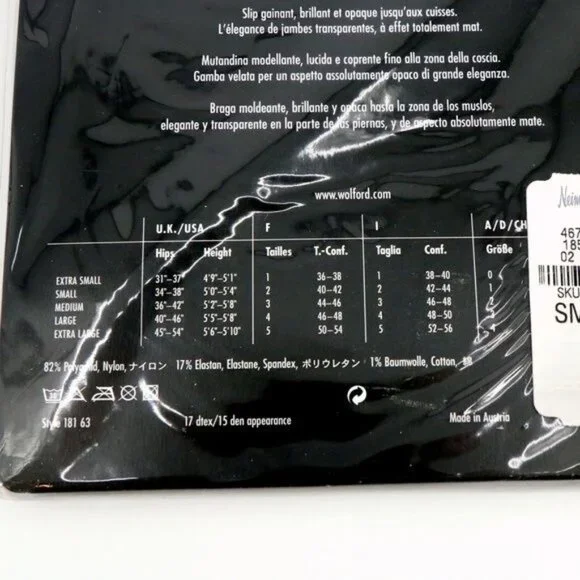 Slip gainant, brillant et opaque jusqu'aux cuisses.
L'élegance de jambes transparentes, à effet totalement mat.
Mutandina modellante, lucida e coprente fino alla zona della coscia.
Gamba velata per un aspetto assolutamente opaco di grande eleganza.
Braga moldeante, brillante y opaca hasta la zona de los muslos,
elegante y transparente en la parte de las piernas, y de aspecto absolutamente mate.
www.wolford.com
U.K./USA F I A/D/CH
Hips Height Tailles T.-Conf. Taglia Conf. Größe
EXTRA SMALL 31"–37" 4'9"–5'1" 1 36–38 1 38–40 0
SMALL 34"–38" 5'0"–5'4" 2 40–42 2 42–44 1
MEDIUM 36"–42" 5'2"–5'8" 3 44–46 3 46–48
LARGE 40"–46" 5'5"–5'8" 4 46–48 4 48–50
EXTRA LARGE 45"–54" 5'6"–5'10" 5 50–54 5 52–56 4
82% Polyamid, Nylon, ナイロン 17% Elastan, Elastane, Spandex, ポリウレタン 1% Baumwolle, Cotton, 綿
Style 181 63 17 dtex/15 den appearance Made in Austria
467
185
02
SKU
SM